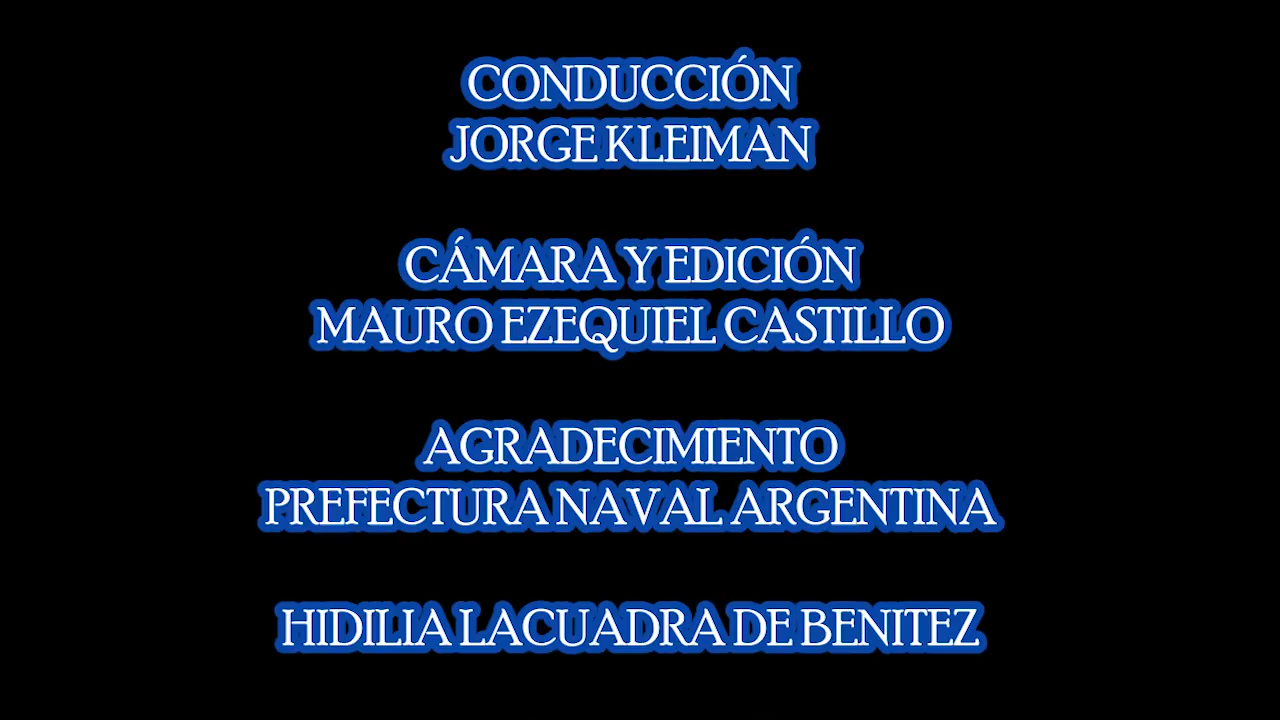 CONDUCCIÓN
JORGE KLEIMAN
CÁMARA Y EDICIÓN
MAURO EZEQUIEL CASTILLO
AGRADECIMIENTO
PREFECTURA NAVAL ARGENTINA
HIDILIA LACUADRA DE BENITEZ